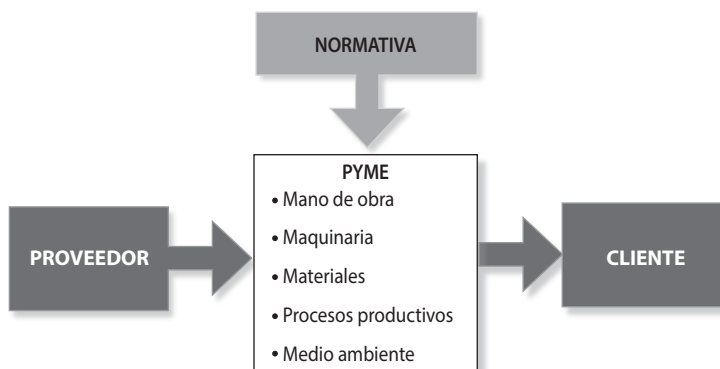 NORMATIVA
PYME
• Mano de obra
• Maquinaria
• Materiales
• Procesos productivos
• Medio ambiente
PROVEEDOR
CLIENTE